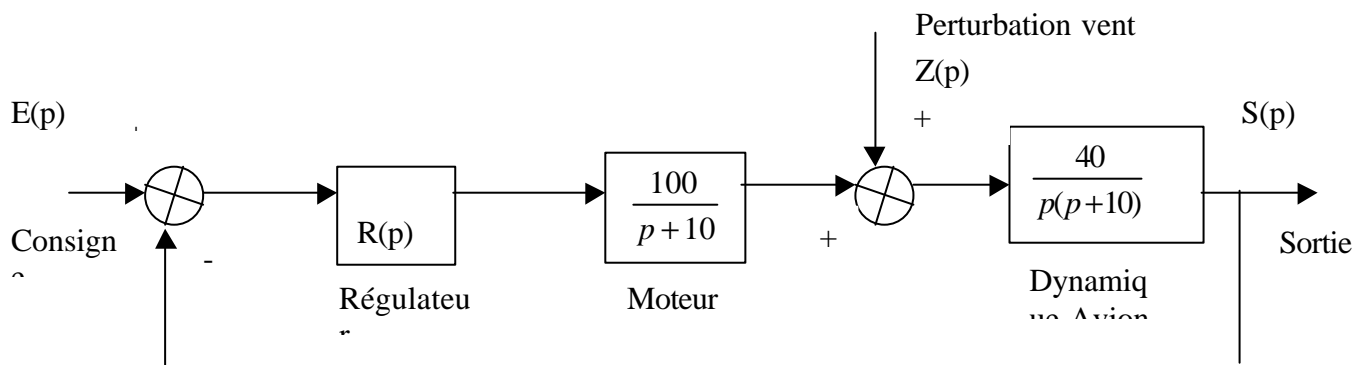 Perturbation vent
Z(p)
+
E(p)
S(p)
Consign
-
R(p)
Régulateu
100
p + 10
Moteur
+
40
p(p+10)
Dynamiq
Sortie